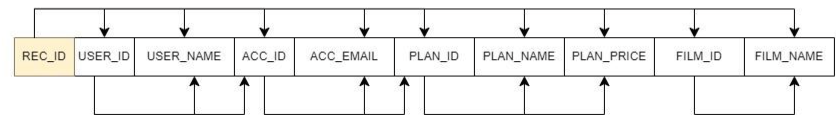 REC_ID USER_ID USER_NAME ACC_ID ACC_EMAIL PLAN_ID PLAN_NAME PLAN_PRICE FILM_ID FILM_NAME